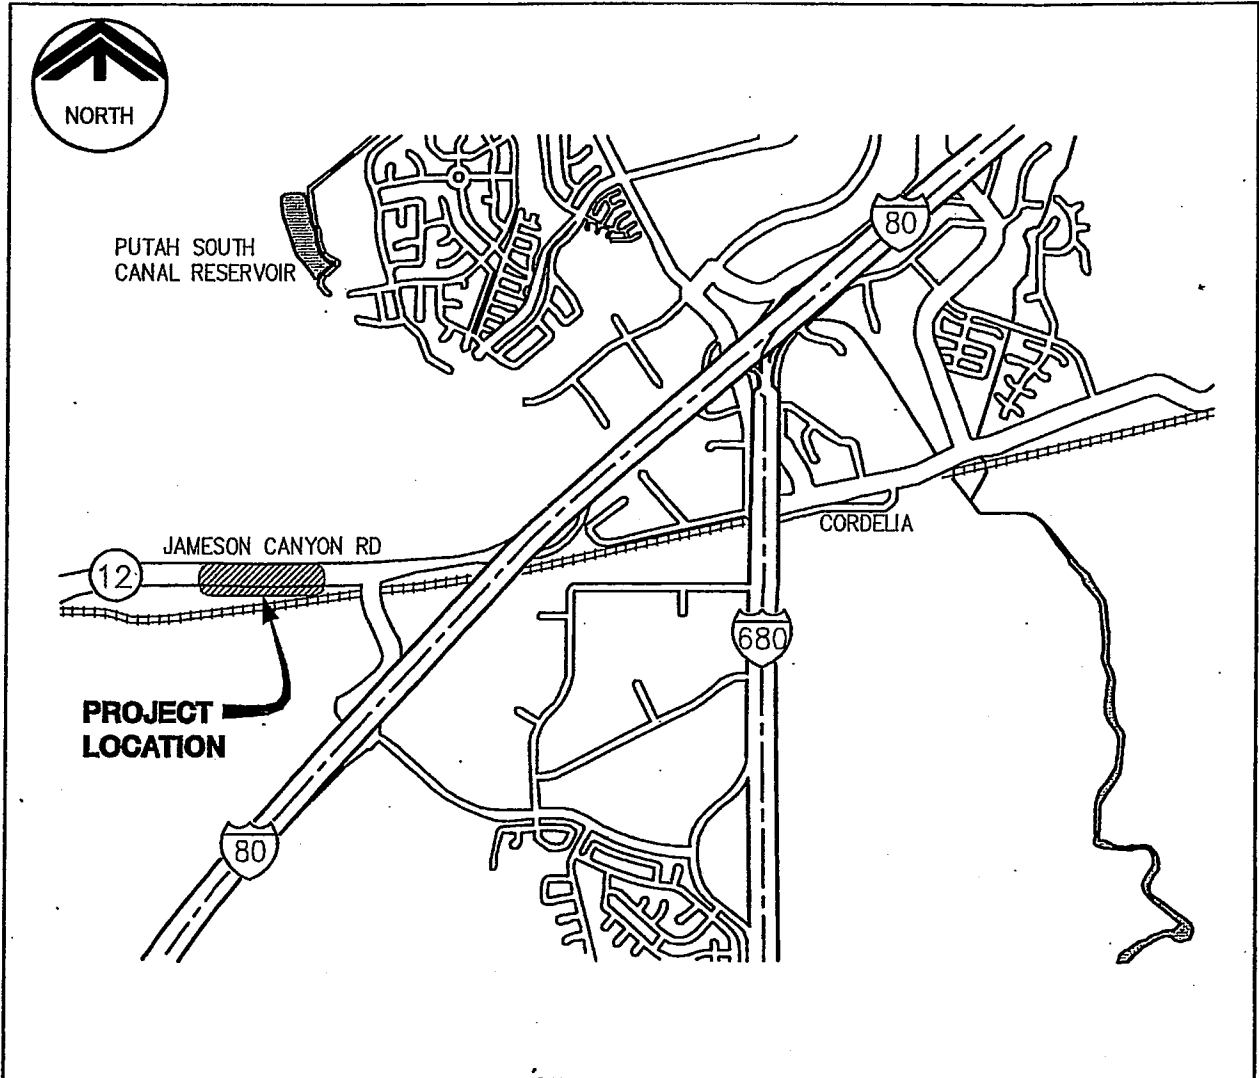 NORTH
80
PUTAH SOUTH
CANAL RESERVOIR
CORDELIA
JAMESON CANYON RD
12
680
PROJECT
LOCATION
80